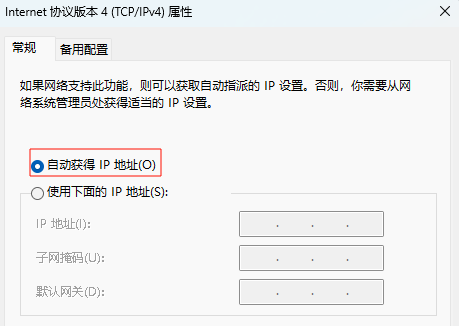 Internet 协议版本 4 (TCP/IPv4) 属性
常规
备用配置
如果网络支持此功能，则可以获取自动指派的 IP 设置。否则，你需要从网
络系统管理员处获得适当的 IP 设置。
自动获得 IP 地址(O)
使用下面的 IP 地址(S):
IP 地址(I):
子网掩码(U):
默认网关(D):